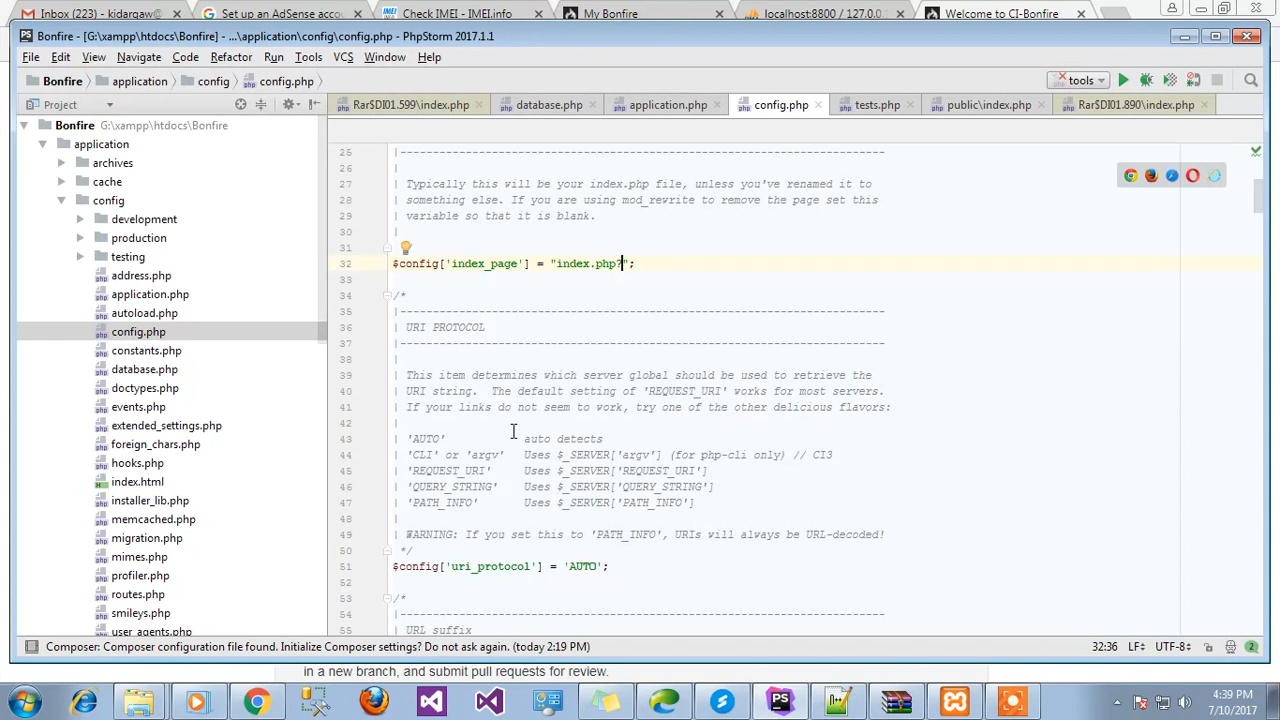 Inbox (223) - kidargaw@
Set up an AdSense acco
Check IMEI - IMEI.info
My Bonfire
localhost:8800 / 127.0.0
Welcome to CI-Bonfire
Bonfire - [G:\xampp\htdocs\Bonfire] - ...\application\config\config.php - PhpStorm 2017.1.1
File Edit View Navigate Code Refactor Run Tools VCS Window Help
Bonfire application config config.php
tools
Project
Rar$DI01.599\index.php database.php application.php config.php tests.php public\index.php Rar$DI01.890\index.php
Bonfire G:\xampp\htdocs\Bonfire
application
archives
cache
config
development
production
testing
address.php
application.php
autoload.php
config.php
constants.php
database.php
doctypes.php
events.php
extended_settings.php
foreign_chars.php
hooks.php
index.html
installer_lib.php
memcached.php
migration.php
mimes.php
profiler.php
routes.php
smileys.php
user_agents.php
25 |--------------------------------------------------------------------------
26 |
27 | Typically this will be your index.php file, unless you've renamed it to
28 | something else. If you are using mod_rewrite to remove the page set this
29 | variable so that it is blank.
30 |
31
32 $config['index_page'] = "index.php?";
33
34 /*
35 |--------------------------------------------------------------------------
36 | URI PROTOCOL
37 |--------------------------------------------------------------------------
38 |
39 | This item determines which server global should be used to retrieve the
40 | URI string. The default setting of 'REQUEST_URI' works for most servers.
41 | If your links do not seem to work, try one of the other delicious flavors:
42 |
43 | 'AUTO' auto detects
44 | 'CLI' or 'argv' Uses $_SERVER['argv'] (for php-cli only) // CI3
45 | 'REQUEST_URI' Uses $_SERVER['REQUEST_URI']
46 | 'QUERY_STRING' Uses $_SERVER['QUERY_STRING']
47 | 'PATH_INFO' Uses $_SERVER['PATH_INFO']
48 |
49 | WARNING: If you set this to 'PATH_INFO', URIs will always be URL-decoded!
50 */
51 $config['uri_protocol'] = 'AUTO';
52
53 /*
54 |--------------------------------------------------------------------------
55 | URL suffix
Composer: Composer configuration file found. Initialize Composer settings? Do not ask again. (today 2:19 PM)
32:36 LF÷ UTF-8÷ 2
in a new branch, and submit pull requests for review.
4:39 PM
7/10/2017